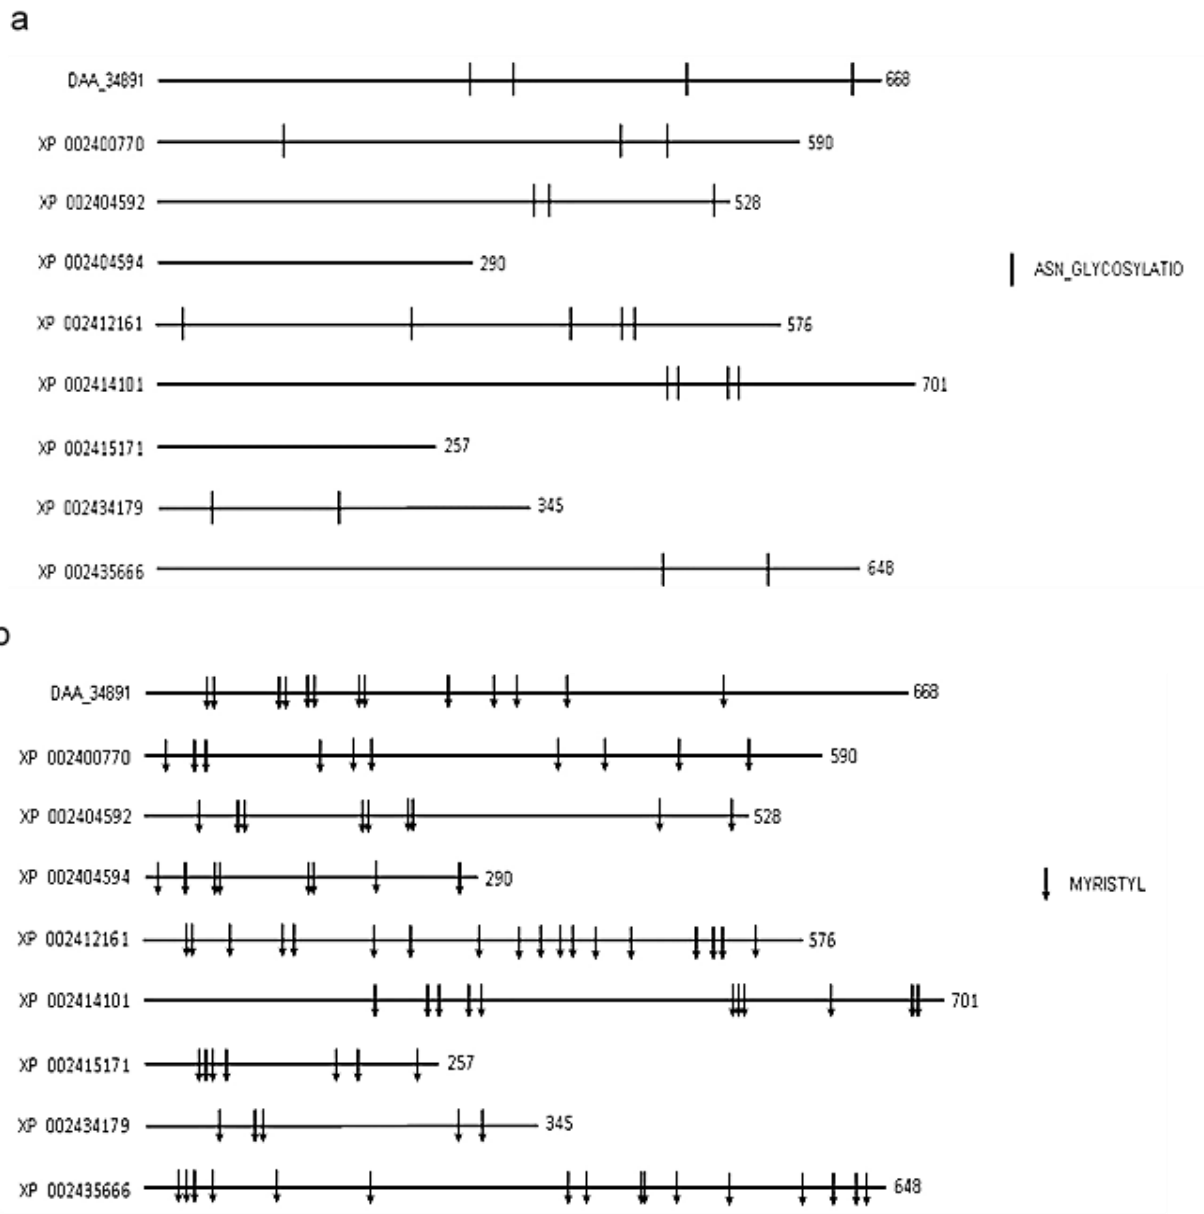 a
DAA_34891 668
XP 002400770 590
XP 002404592 528
XP 002404594 290
ASN_GLYCOSYLATIO
XP 002412161 576
XP 002414101 701
XP 002415171 257
XP 002434179 345
XP 002435666 648
b
DAA_34891 668
XP 002400770 590
XP 002404592 528
XP 002404594 290
MYRISTYL
XP 002412161 576
XP 002414101 701
XP 002415171 257
XP 002434179 345
XP 002435666 648